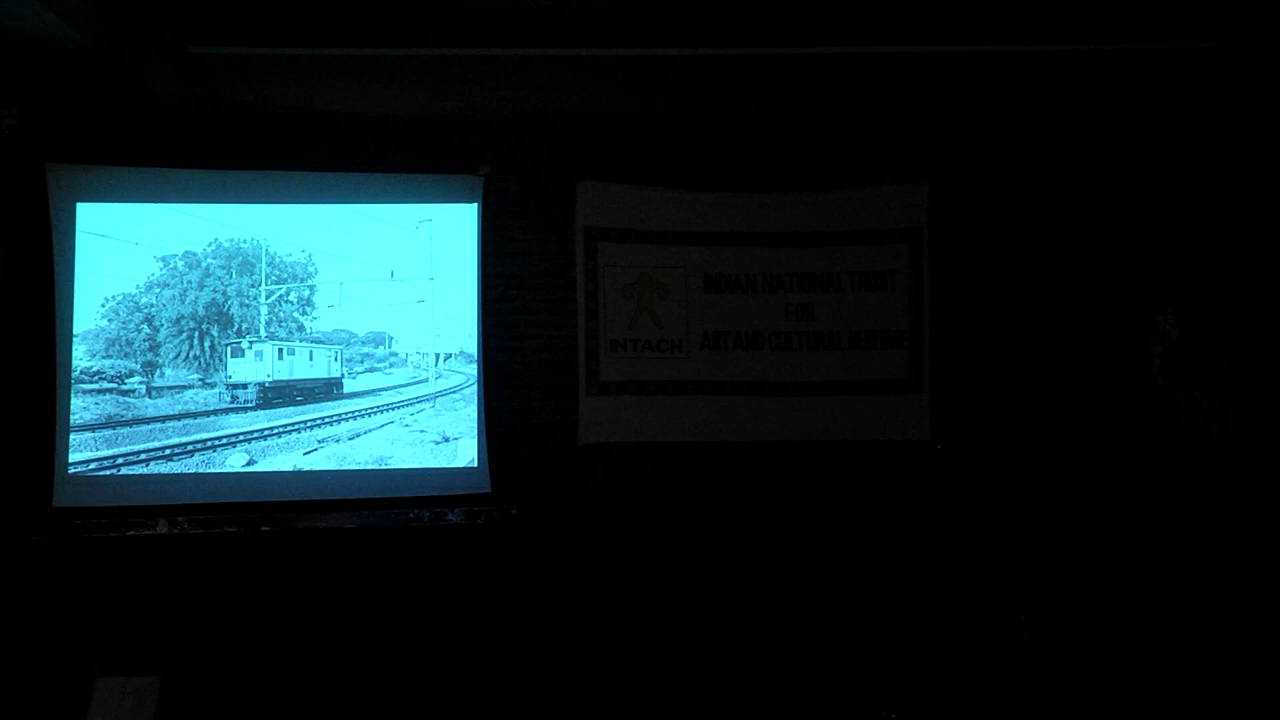 INTACH
INDIAN NATIONAL TRUST
FOR
ART AND CULTURAL HERITAGE